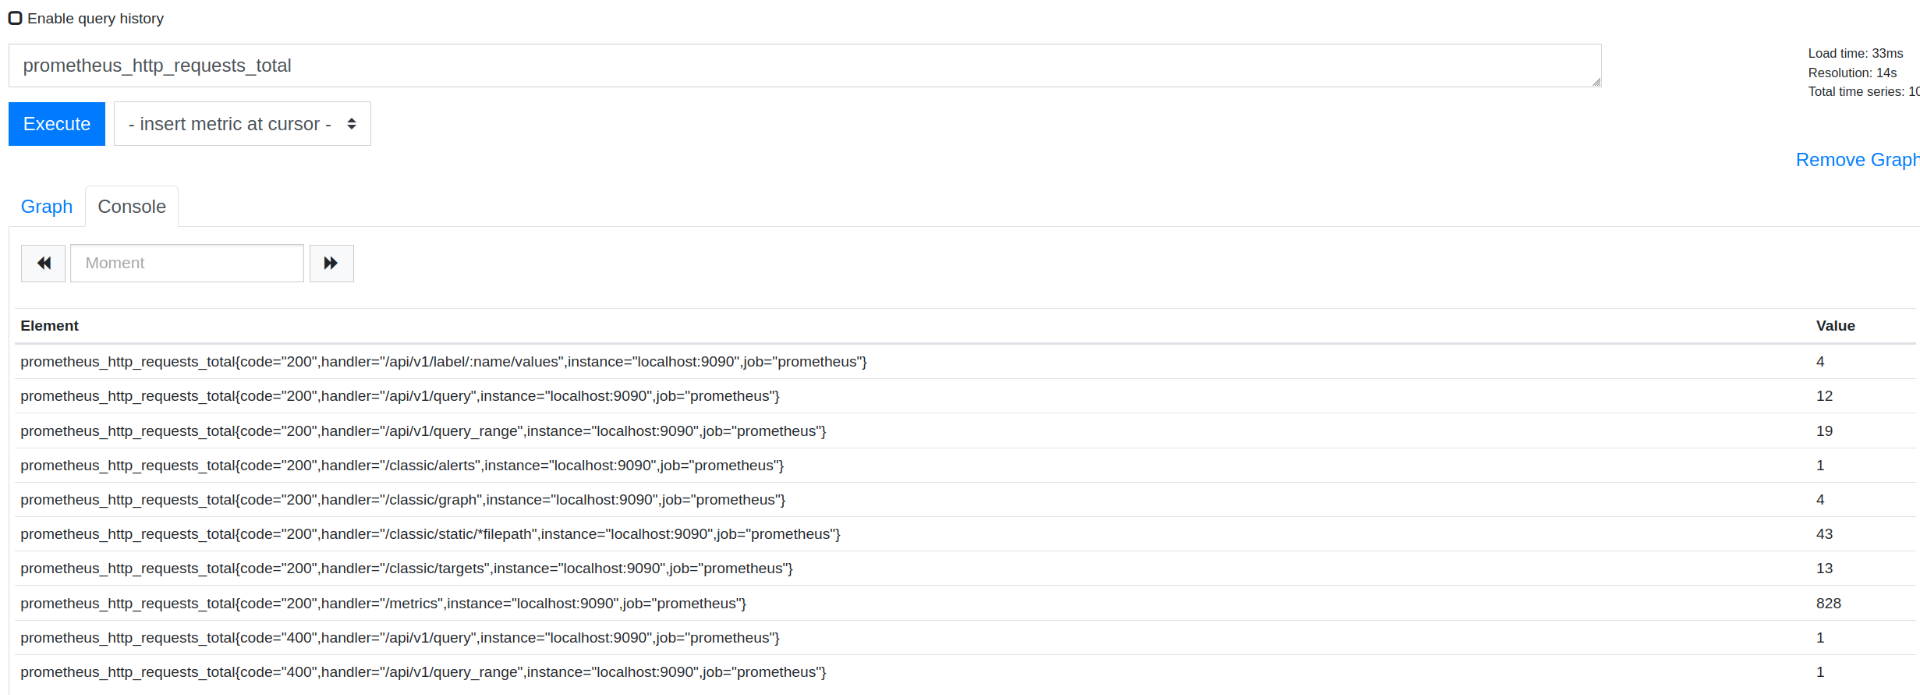 Enable query history
prometheus_http_requests_total
Load time: 33ms
Resolution: 14s
Total time series: 10
Execute
- insert metric at cursor -
Remove Graph
Graph Console
Moment
Element Value
prometheus_http_requests_total{code="200",handler="/api/v1/label/:name/values",instance="localhost:9090",job="prometheus"} 4
prometheus_http_requests_total{code="200",handler="/api/v1/query",instance="localhost:9090",job="prometheus"} 12
prometheus_http_requests_total{code="200",handler="/api/v1/query_range",instance="localhost:9090",job="prometheus"} 19
prometheus_http_requests_total{code="200",handler="/classic/alerts",instance="localhost:9090",job="prometheus"} 1
prometheus_http_requests_total{code="200",handler="/classic/graph",instance="localhost:9090",job="prometheus"} 4
prometheus_http_requests_total{code="200",handler="/classic/static/*filepath",instance="localhost:9090",job="prometheus"} 43
prometheus_http_requests_total{code="200",handler="/classic/targets",instance="localhost:9090",job="prometheus"} 13
prometheus_http_requests_total{code="200",handler="/metrics",instance="localhost:9090",job="prometheus"} 828
prometheus_http_requests_total{code="400",handler="/api/v1/query",instance="localhost:9090",job="prometheus"} 1
prometheus_http_requests_total{code="400",handler="/api/v1/query_range",instance="localhost:9090",job="prometheus"} 1